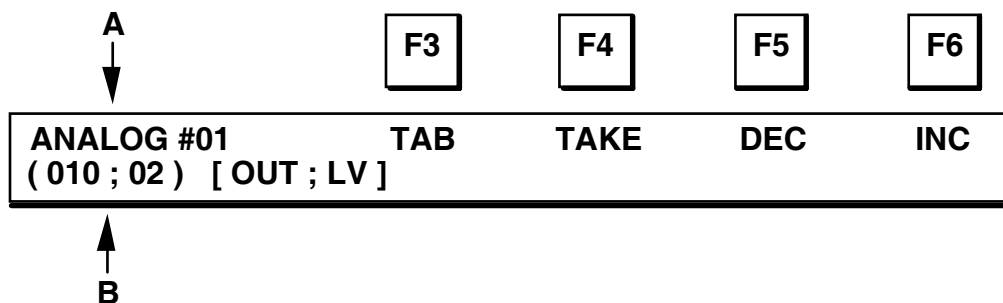 A
F3 F4 F5 F6
ANALOG #01 TAB TAKE DEC INC
( 010 ; 02 ) [ OUT ; LV ]
B